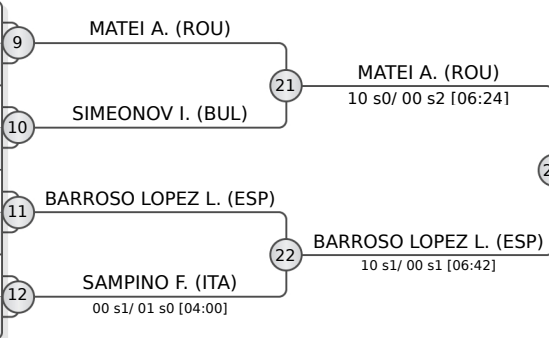 MATEI A. (ROU)
9
21
MATEI A. (ROU)
10 s0/ 00 s2 [06:24]
SIMEONOV I. (BUL)
10
BARROSO LOPEZ L. (ESP)
11
22
BARROSO LOPEZ L. (ESP)
10 s1/ 00 s1 [06:42]
SAMPINO F. (ITA)
12
00 s1/ 01 s0 [04:00]